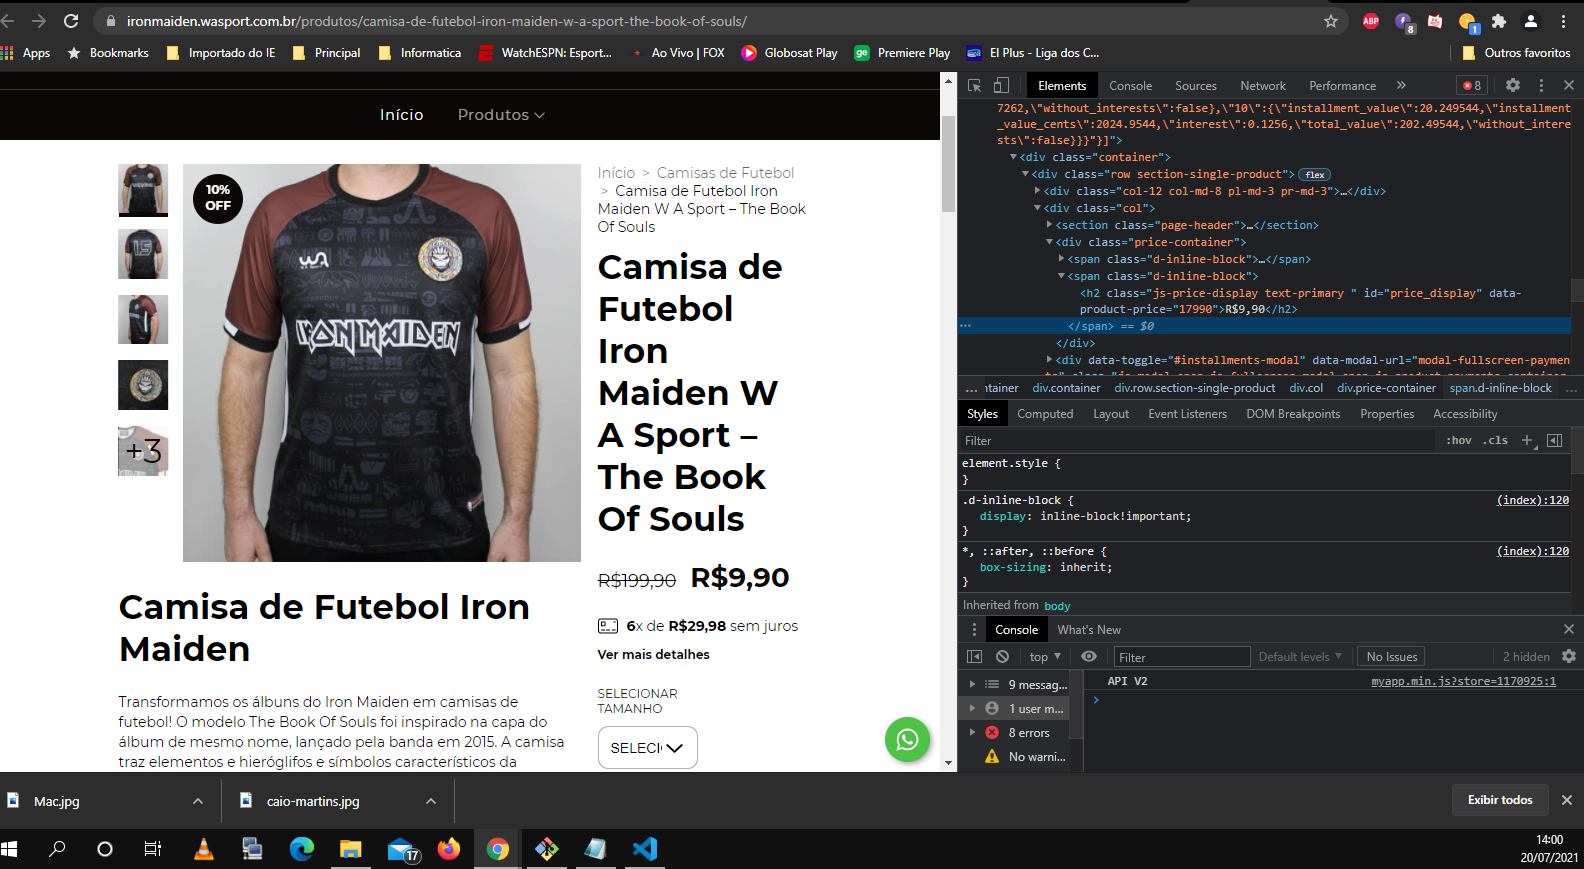 ironmaiden.wasport.com.br/produtos/camisa-de-futebol-iron-maiden-w-a-sport-the-book-of-souls/
ABP
8
1
Apps
Bookmarks
Importado do IE
Principal
Informatica
WatchESPN: Esport...
Ao Vivo | FOX
Globosat Play
ge
Premiere Play
EI Plus - Liga dos C...
Outros favoritos
Início
Produtos
10%
OFF
15
+3
IRON MAIDEN
Início > Camisas de Futebol
> Camisa de Futebol Iron
Maiden W A Sport – The Book
Of Souls
Camisa de
Futebol
Iron
Maiden W
A Sport –
The Book
Of Souls
R$199,90 R$9,90
6x de R$29,98 sem juros
Ver mais detalhes
SELECIONAR
TAMANHO
SELECI
Camisa de Futebol Iron
Maiden
Transformamos os álbuns do Iron Maiden em camisas de
futebol! O modelo The Book Of Souls foi inspirado na capa do
álbum de mesmo nome, lançado pela banda em 2015. A camisa
traz elementos e hieróglifos e símbolos característicos da
Elements
Console
Sources
Network
Performance
»
8
7262,\"without_interests\":false},\"10\":{\"installment_value\":20.249544,\"installment
_value_cents\":2024.9544,\"interest\":0.1256,\"total_value\":202.49544,\"without_intere
sts\":false}}}"}]">
<div class="container">
<div class="row section-single-product"> flex
<div class="col-12 col-md-8 pl-md-3 pr-md-3">…</div>
<div class="col">
<section class="page-header">…</section>
<div class="price-container">
<span class="d-inline-block">…</span>
<span class="d-inline-block">
<h2 class="js-price-display text-primary " id="price_display" data-
product-price="17990">R$9,90</h2>
</span> == $0
</div>
<div data-toggle="#installments-modal" data-modal-url="modal-fullscreen-payme
... ntainer div.container div.row.section-single-product div.col div.price-container span.d-inline-block ...
Styles
Computed
Layout
Event Listeners
DOM Breakpoints
Properties
Accessibility
Filter
:hov .cls +
element.style {
}
.d-inline-block { (index):120
display: inline-block!important;
}
*, ::after, ::before { (index):120
box-sizing: inherit;
}
Inherited from body
Console
What's New
top
Filter
Default levels
No Issues
2 hidden
9 messag...
1 user m...
8 errors
No warni...
API V2
myapp.min.js?store=1170925:1
Mac.jpg
caio-martins.jpg
Exibir todos
17
14:00
20/07/2021